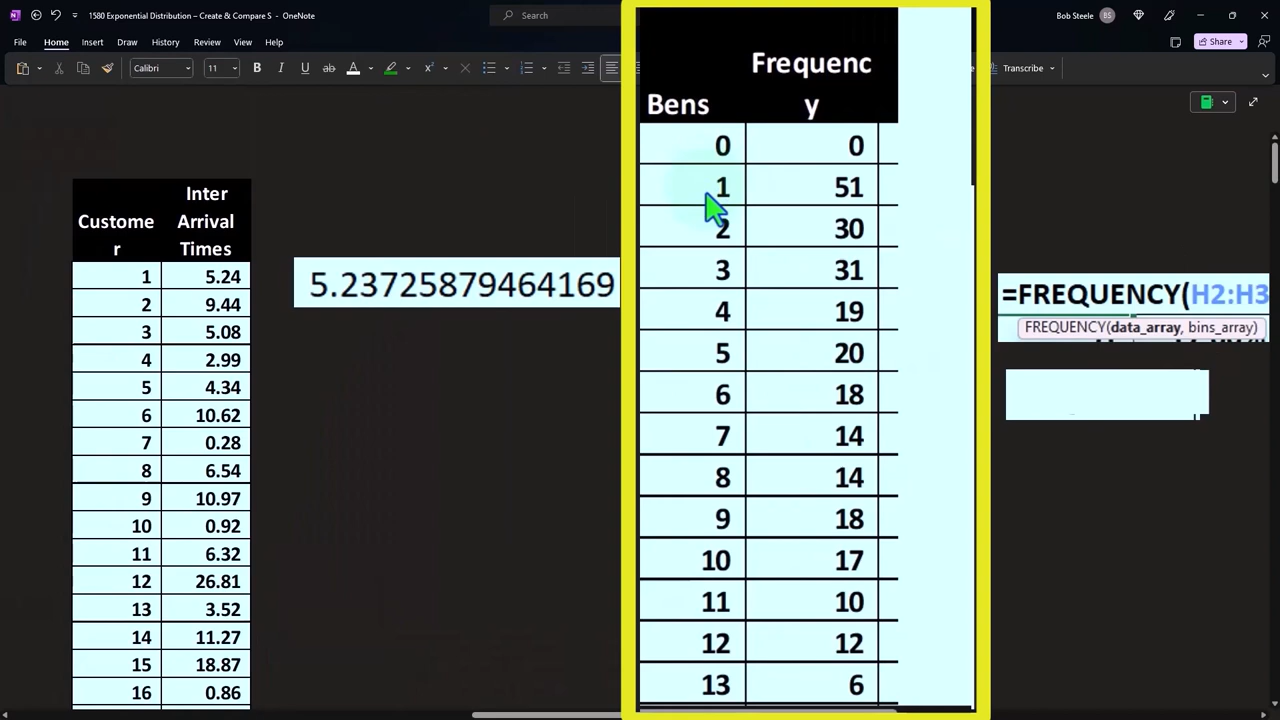 1580 Exponential Distribution – Create & Compare S - OneNote
Search
Bob Steele
BS
File Home Insert Draw History Review View Help
Share
Calibri 11 B I U ab A
Transcribe
Custome
r
Inter
Arrival
Times
1 5.24
2 9.44
3 5.08
4 2.99
5 4.34
6 10.62
7 0.28
8 6.54
9 10.97
10 0.92
11 6.32
12 26.81
13 3.52
14 11.27
15 18.87
16 0.86
5.23725879464169
Bens
Frequenc
y
0 0
1 51
2 30
3 31
4 19
5 20
6 18
7 14
8 14
9 18
10 17
11 10
12 12
13 6
=FREQUENCY(H2:H3
FREQUENCY(data_array, bins_array)